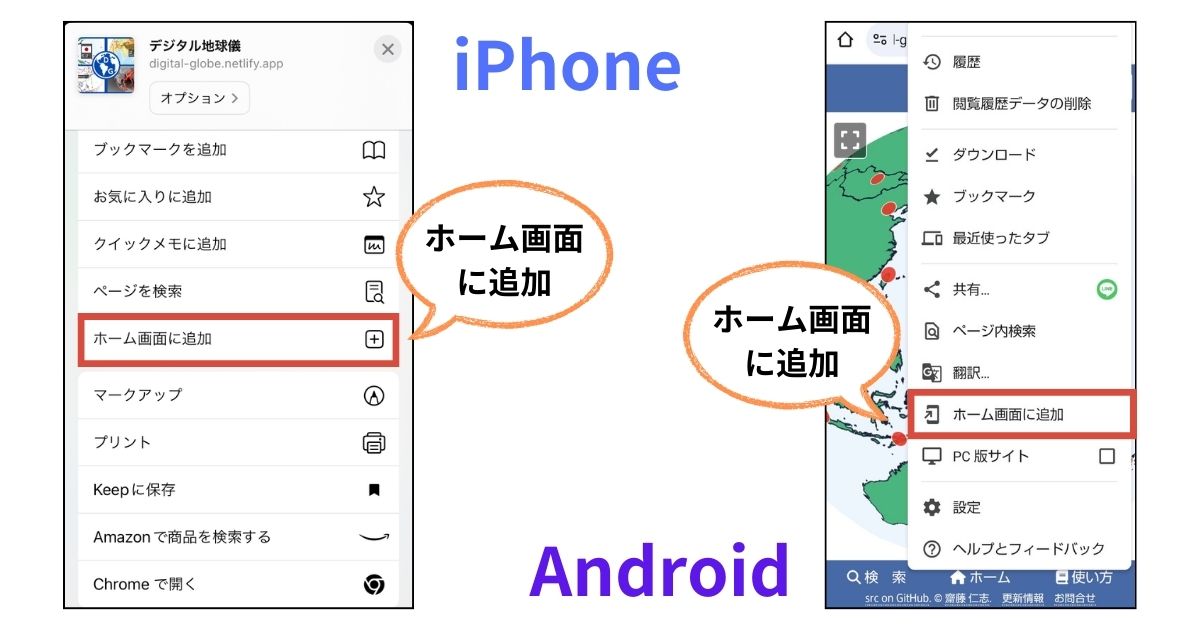 デジタル地球儀
digital-globe.netlify.app
オプション
ブックマークを追加
お気に入りに追加
クイックメモに追加
ページを検索
ホーム画面に追加
マークアップ
プリント
Keepに保存
Amazonで商品を検索する
Chromeで開く
iPhone
ホーム画面
に追加
ホーム画面
に追加
Android
l-g
履歴
閲覧履歴データの削除
ダウンロード
ブックマーク
最近使ったタブ
共有...
LINE
ページ内検索
翻訳...
ホーム画面に追加
PC 版サイト
設定
ヘルプとフィードバック
検 索 ホーム 使い方
src on GitHub. © 齋藤 仁志. 更新情報 お問合せ